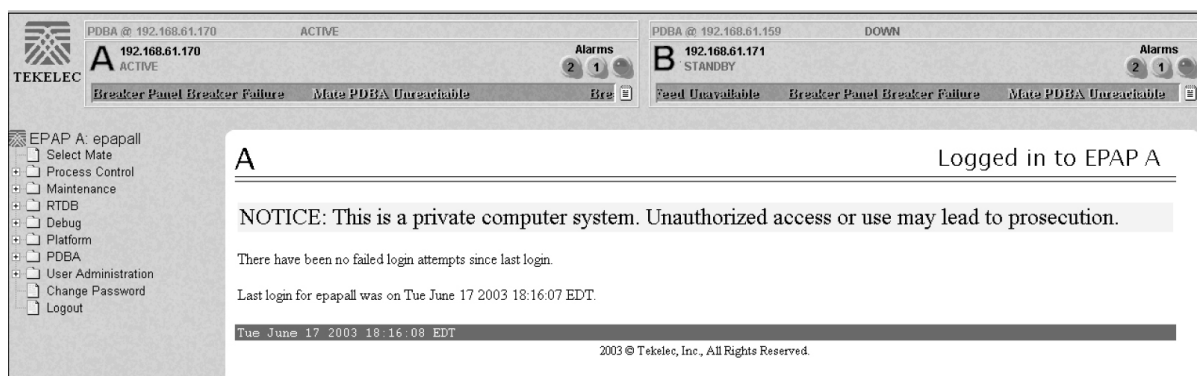 PDBA @ 192.168.61.170 ACTIVE
A 192.168.61.170 Alarms
ACTIVE 2 1
TEKELEC
Breaker Panel Breaker Failure Mate PDBA Unreachable Bre
PDBA @ 192.168.61.159 DOWN
B 192.168.61.171 Alarms
STANDBY 2 1
Feed Unavailable Breaker Panel Breaker Failure Mate PDBA Unreachable
EPAP A: epapall
Select Mate
Process Control
Maintenance
RTDB
Debug
Platform
PDBA
User Administration
Change Password
Logout
A Logged in to EPAP A
NOTICE: This is a private computer system. Unauthorized access or use may lead to prosecution.
There have been no failed login attempts since last login.
Last login for epapall was on Tue June 17 2003 18:16:07 EDT.
Tue June 17 2003 18:16:08 EDT
2003 © Tekelec, Inc., All Rights Reserved.